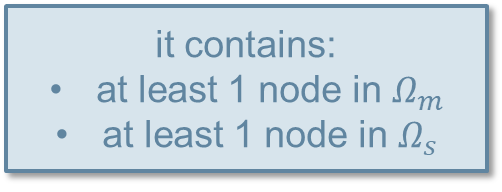 it contains:
• at least 1 node in Ωₘ
• at least 1 node in Ωₛ